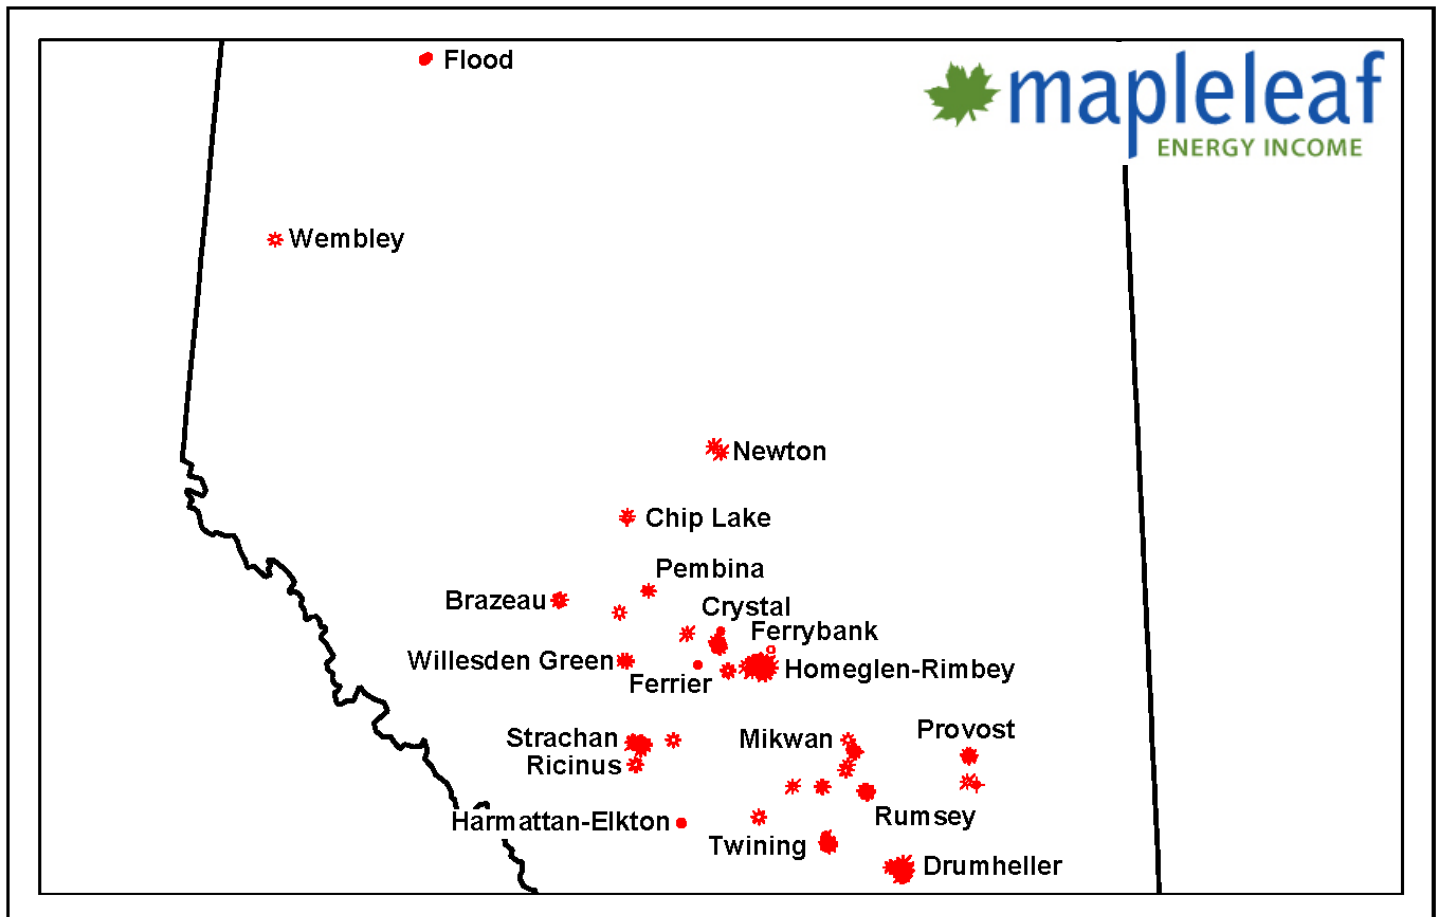 Flood
mapleleaf
ENERGY INCOME
Wembley
Newton
Chip Lake
Pembina
Brazeau
Crystal
Ferrybank
Willesden Green
Homeglen-Rimbey
Ferrier
Provost
Strachan
Mikwan
Ricinus
Rumsey
Harmattan-Elkton
Twining
Drumheller